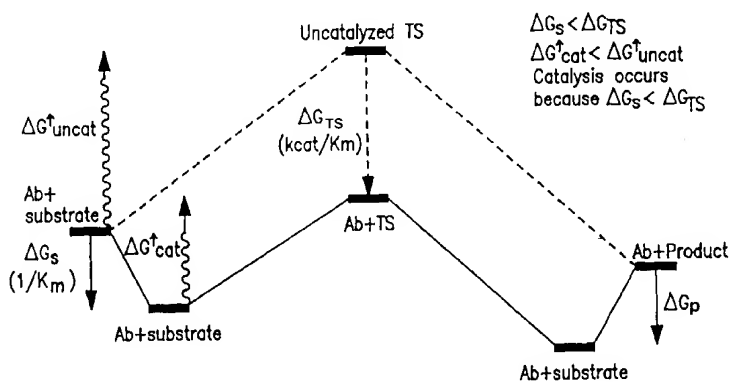 Uncatalyzed TS
ΔGs < ΔGTS
ΔG↑cat < ΔG↑uncat
Catalysis occurs
because ΔGs < ΔGTS
ΔG↑uncat
ΔGTS
(kcat/Km)
Ab+
substrate
ΔG↑cat
Ab+TS
ΔGs
(1/Km)
Ab+Product
ΔGp
Ab+substrate
Ab+substrate